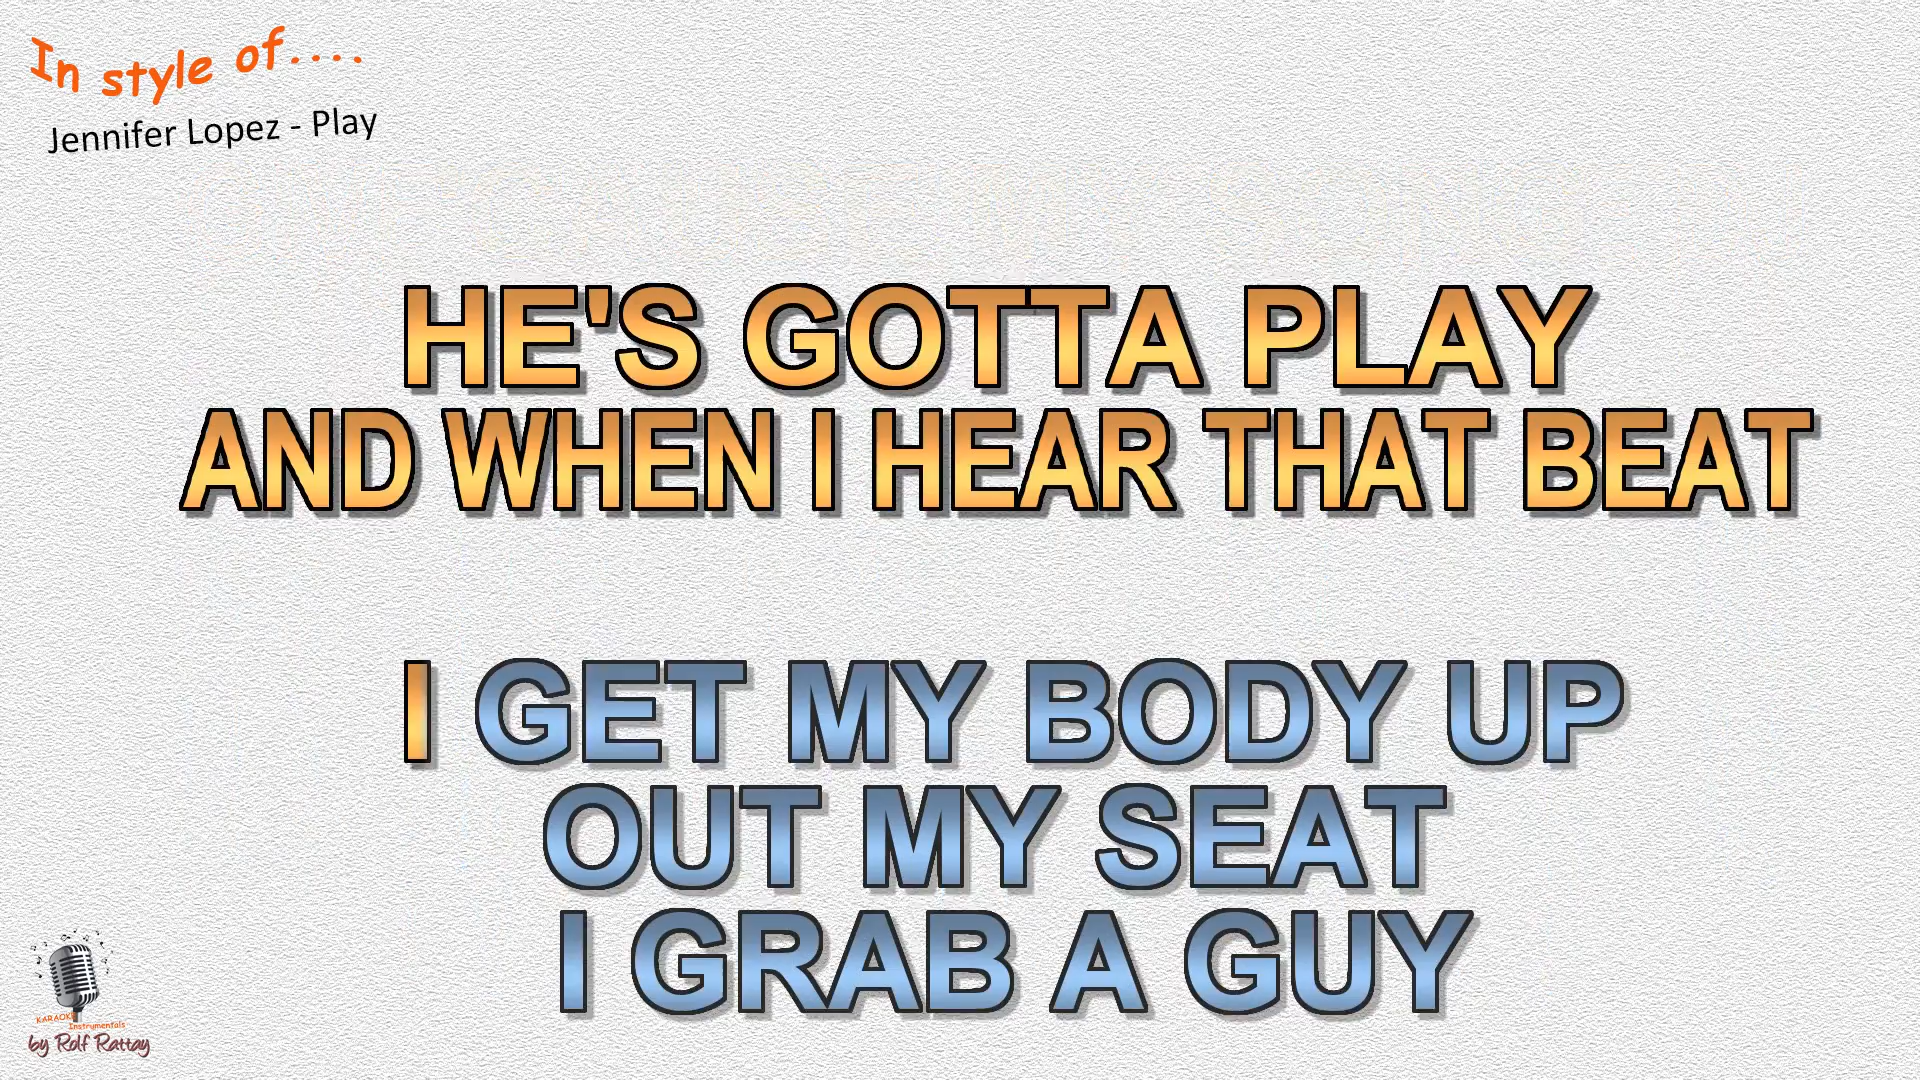 In style of....
Jennifer Lopez - Play
HE'S GOTTA PLAY
AND WHEN I HEAR THAT BEAT
I GET MY BODY UP
OUT MY SEAT
I GRAB A GUY
KARAOKE
Instrumentals
by Rolf Rattay